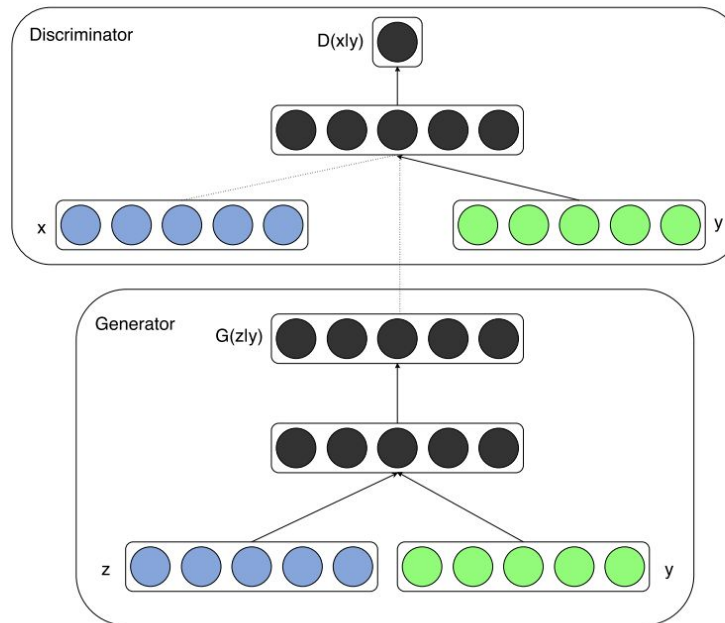 Discriminator
D(x|y)
x
y
Generator
G(z|y)
z
y